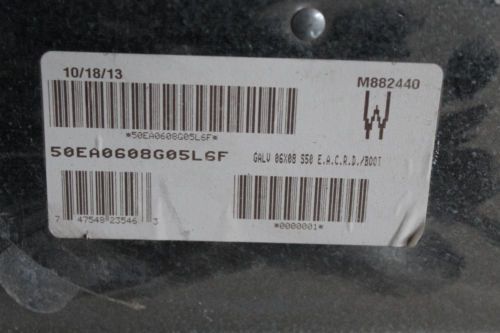 10/18/13
M882440
*50EA0608G05L6F*
50EA0608G05L6F
GALV 06X08 S50 E.A.C.R.D./BOOT
7 47548 23546 3
*0000001*